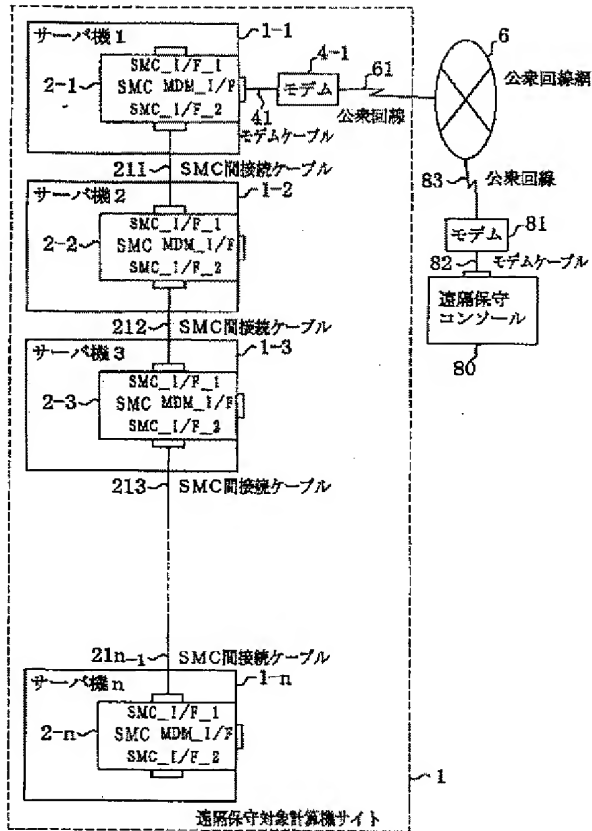 サーバ機1
1-1
2-1
SMC_I/F_1
SMC MDM_I/F
SMC_I/F_2
4-1
モデム
41
モデムケーブル
61
公衆回線
6
公衆回線網
83
公衆回線
モデム
81
82
モデムケーブル
遠隔保守
コンソール
80
211
SMC間接続ケーブル
サーバ機2
1-2
2-2
SMC_I/F_1
SMC MDM_I/F
SMC_I/F_2
212
SMC間接続ケーブル
サーバ機3
1-3
2-3
SMC_I/F_1
SMC MDM_I/F
SMC_I/F_2
213
SMC間接続ケーブル
21n-1
SMC間接続ケーブル
サーバ機n
1-n
2-n
SMC_I/F_1
SMC MDM_I/F
SMC_I/F_2
1
遠隔保守対象計算機サイト